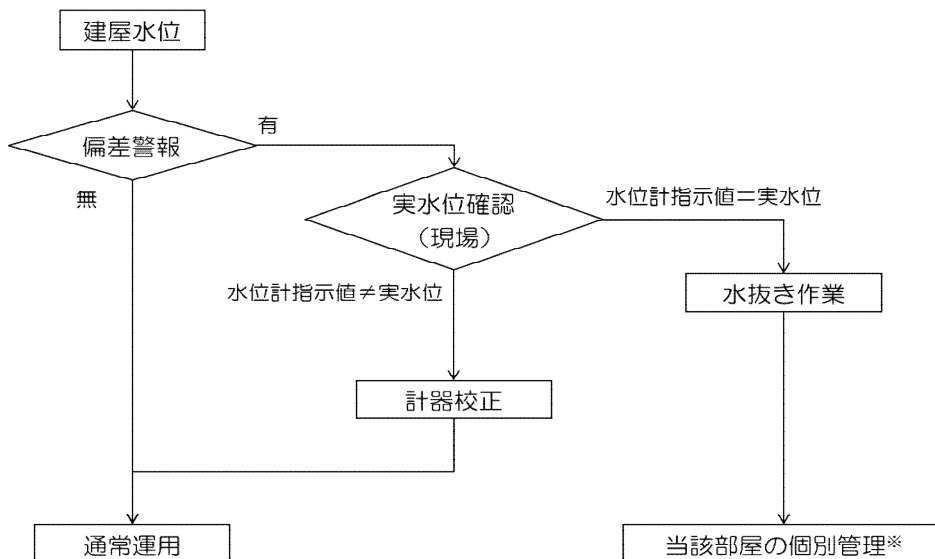 建屋水位
偏差警報
有
無
実水位確認
（現場）
水位計指示値＝実水位
水位計指示値≠実水位
水抜き作業
計器校正
通常運用
当該部屋の個別管理※